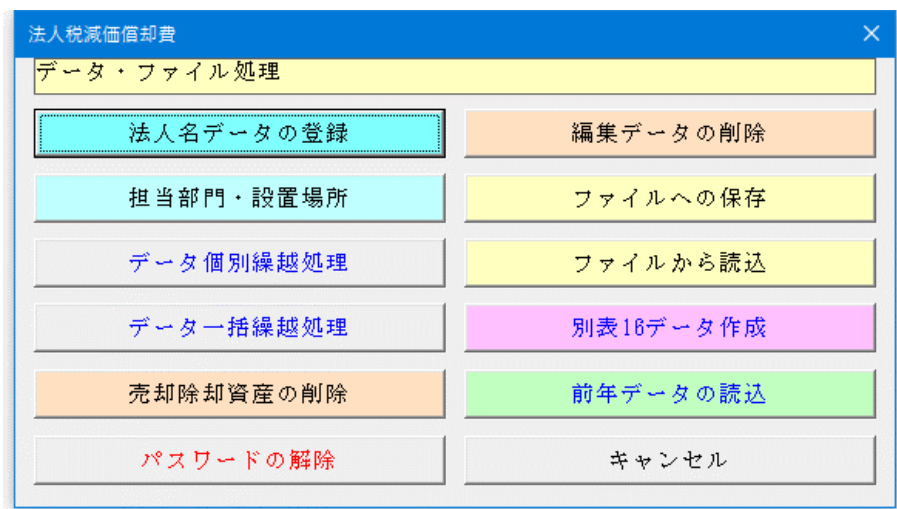 法人税減価償却費
データ・ファイル処理
法人名データの登録
編集データの削除
担当部門・設置場所
ファイルへの保存
データ個別繰越処理
ファイルから読込
データ一括繰越処理
別表16データ作成
売却除却資産の削除
前年データの読込
パスワードの解除
キャンセル